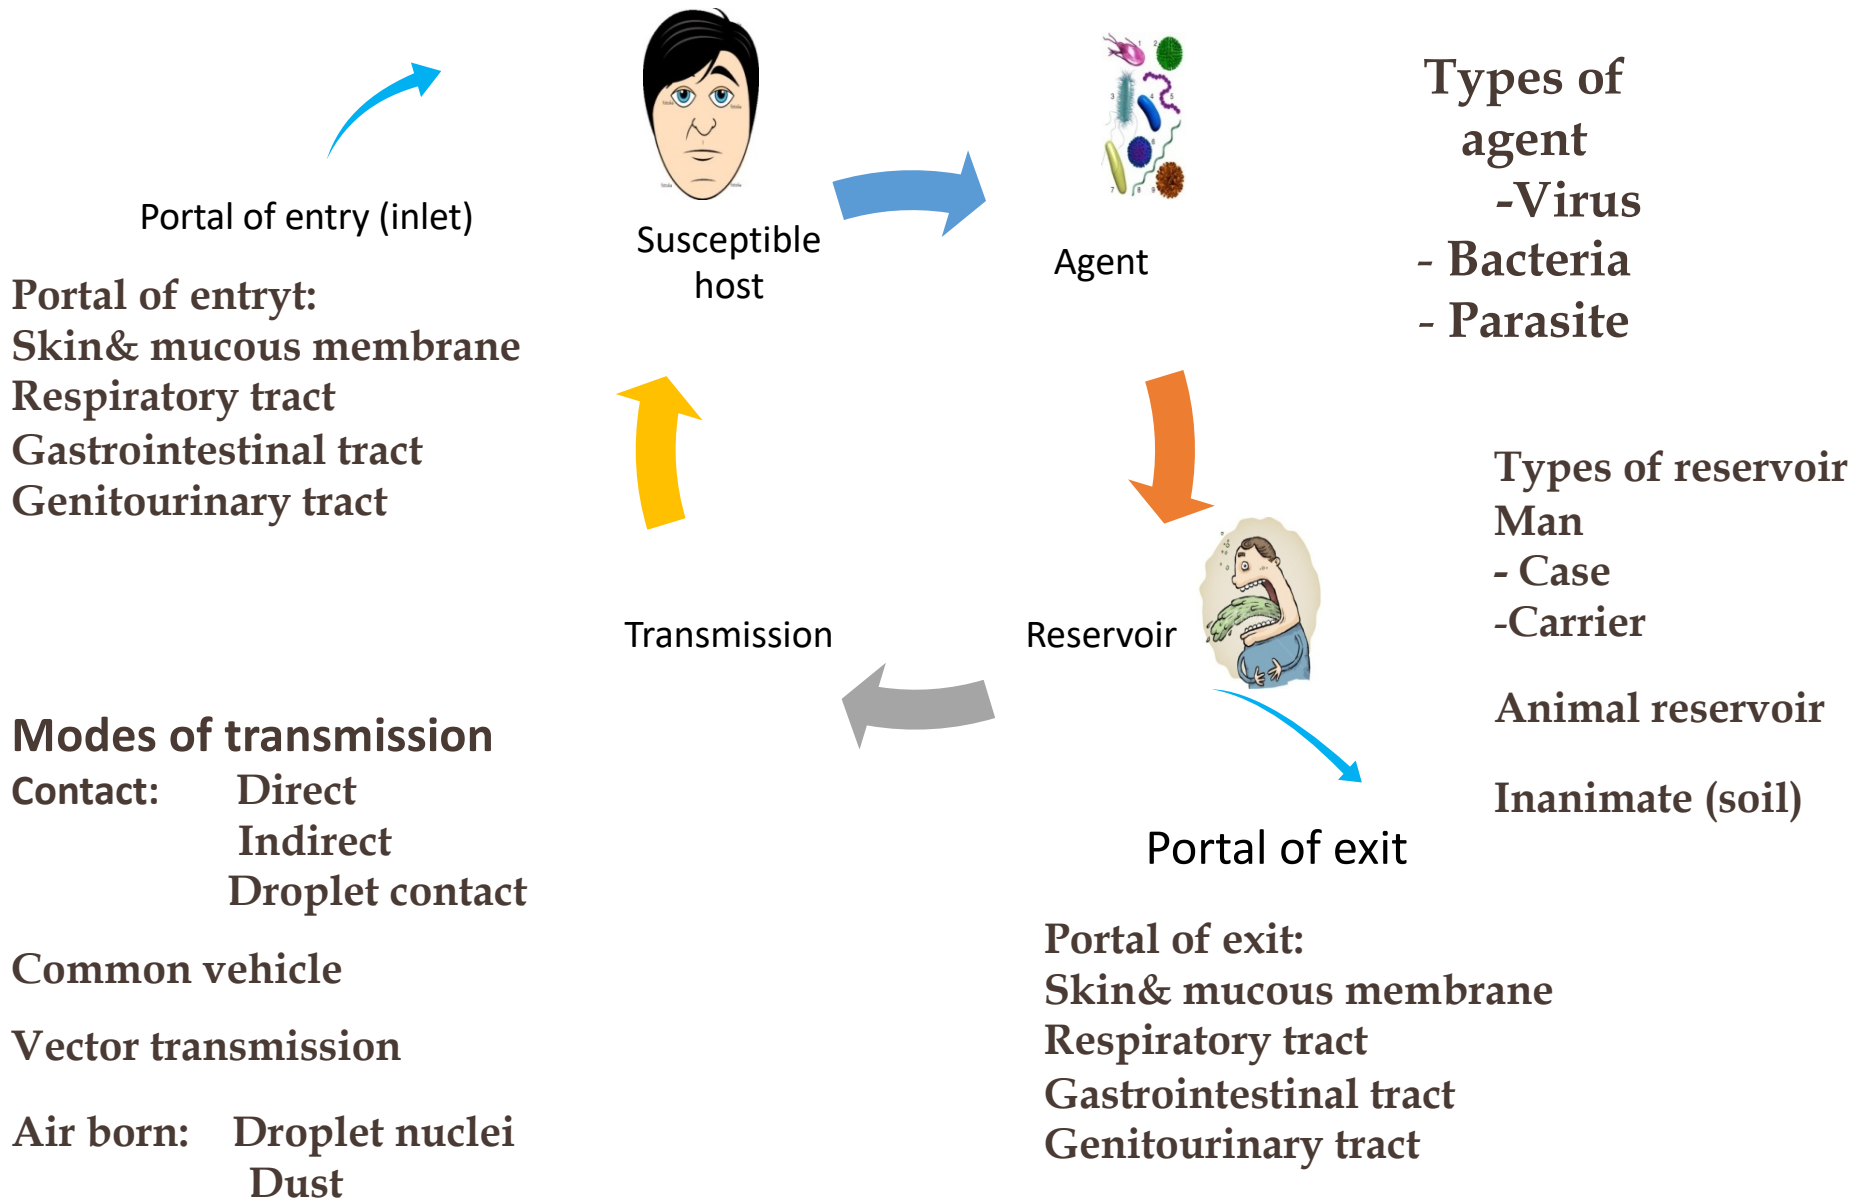 Portal of entry (inlet)
Portal of entryt:
Skin& mucous membrane
Respiratory tract
Gastrointestinal tract
Genitourinary tract
Susceptible
host
Agent
Types of
agent
-Virus
- Bacteria
- Parasite
Types of reservoir
Man
- Case
-Carrier
Animal reservoir
Inanimate (soil)
Transmission
Reservoir
Modes of transmission
Contact: Direct
Indirect
Droplet contact
Common vehicle
Vector transmission
Air born: Droplet nuclei
Dust
Portal of exit
Portal of exit:
Skin& mucous membrane
Respiratory tract
Gastrointestinal tract
Genitourinary tract